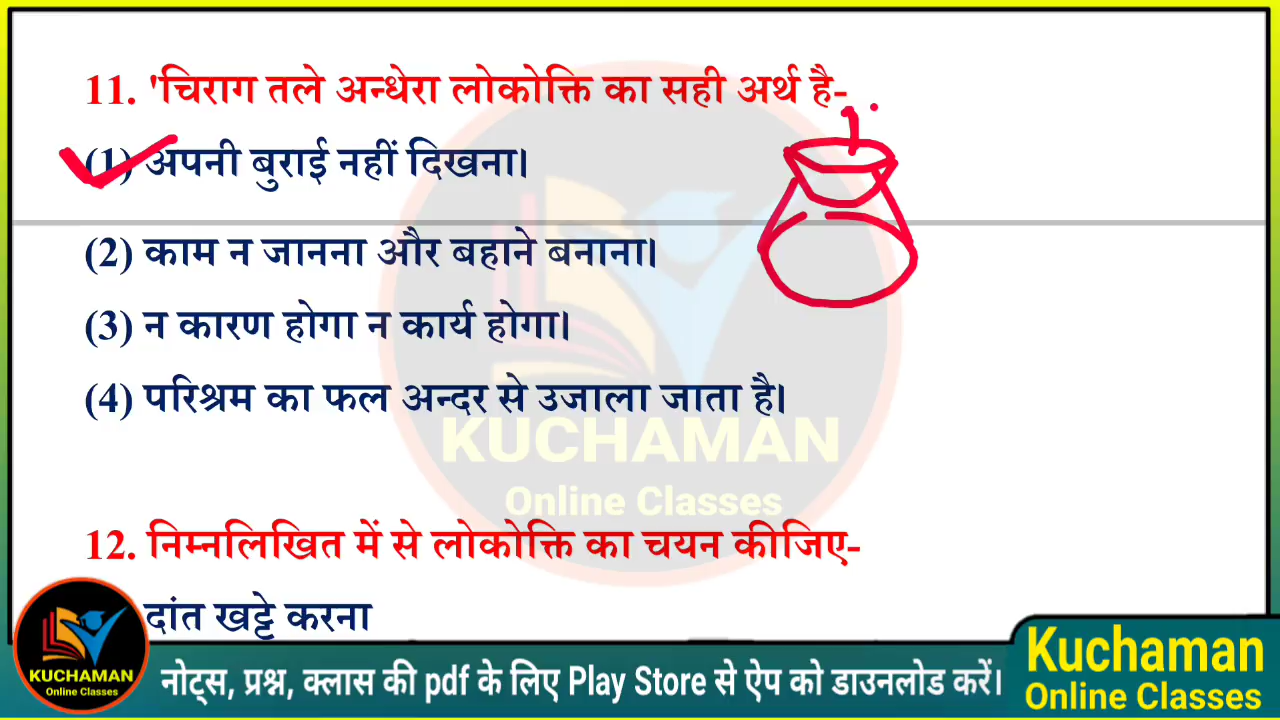 11. 'चिराग तले अन्धेरा लोकोक्ति का सही अर्थ है-
(1) अपनी बुराई नहीं दिखना।
(2) काम न जानना और बहाने बनाना।
(3) न कारण होगा न कार्य होगा।
(4) परिश्रम का फल अन्दर से उजाला जाता है।
KUCHAMAN
Online Classes
12. निम्नलिखित में से लोकोक्ति का चयन कीजिए-
दांत खट्टे करना
KUCHAMAN
Online Classes
नोट्स, प्रश्न, क्लास की pdf के लिए Play Store से ऐप को डाउनलोड करें।
Kuchaman
Online Classes